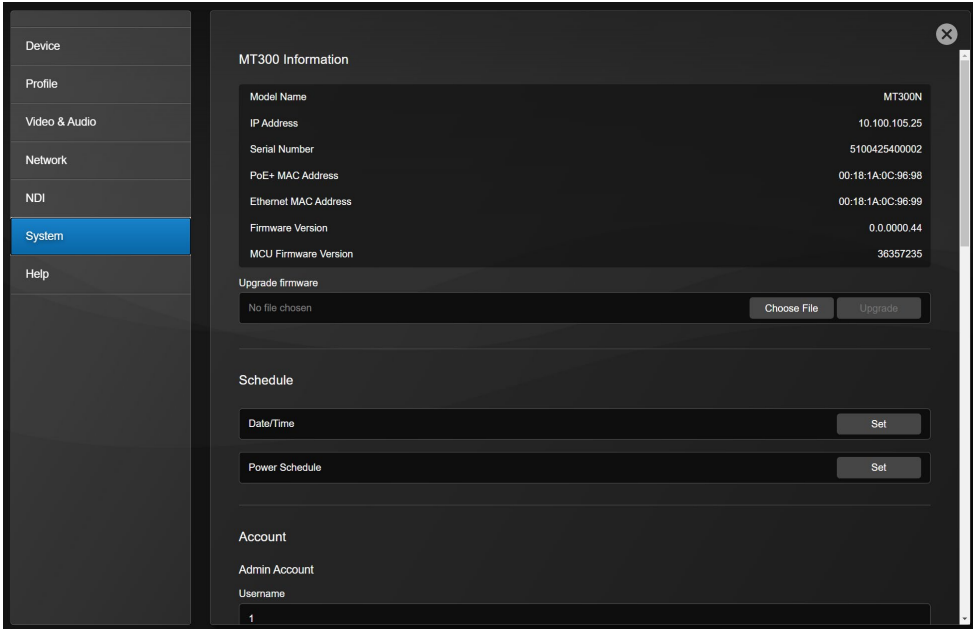 Device
Profile
Video & Audio
Network
NDI
System
Help
MT300 Information
Model Name MT300N
IP Address 10.100.105.25
Serial Number 5100425400002
PoE+ MAC Address 00:18:1A:0C:96:98
Ethernet MAC Address 00:18:1A:0C:96:99
Firmware Version 0.0.0000.44
MCU Firmware Version 36357235
Upgrade firmware
No file chosen Choose File Upgrade
Schedule
Date/Time Set
Power Schedule Set
Account
Admin Account
Username
1